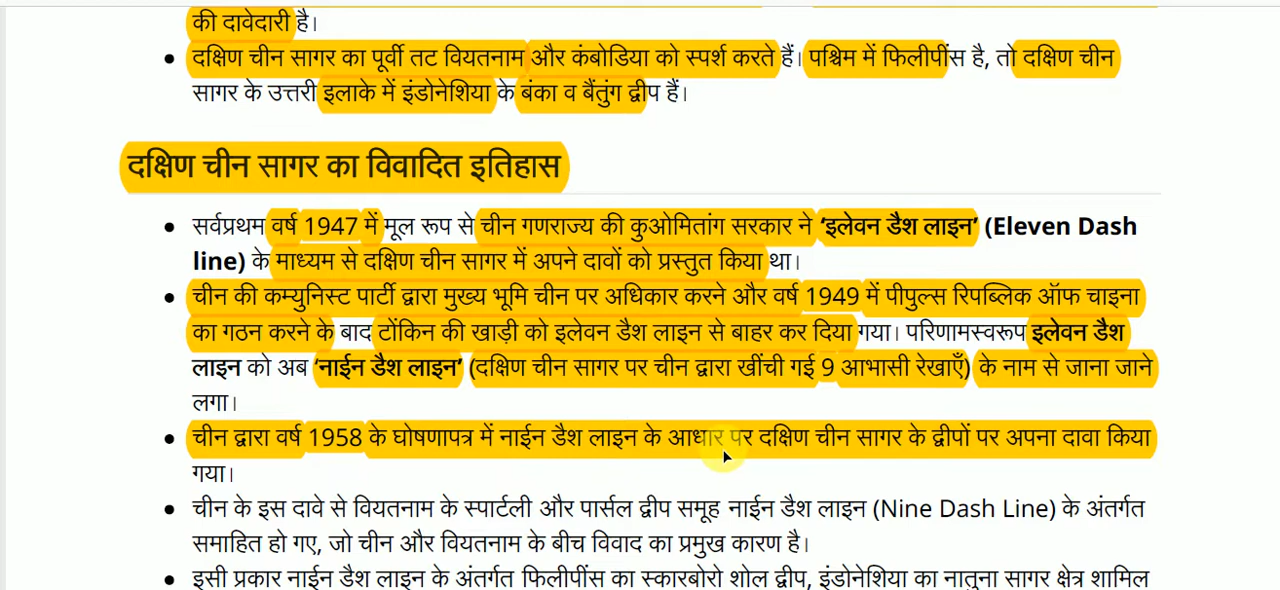 की दावेदारी है।
• दक्षिण चीन सागर का पूर्वी तट वियतनाम और कंबोडिया को स्पर्श करते हैं। पश्चिम में फिलीपींस है, तो दक्षिण चीन
सागर के उत्तरी इलाके में इंडोनेशिया के बंका व बैंतुंग द्वीप हैं।
दक्षिण चीन सागर का विवादित इतिहास
• सर्वप्रथम वर्ष 1947 में मूल रूप से चीन गणराज्य की कुओमितांग सरकार ने ‘इलेवन डैश लाइन’ (Eleven Dash
line) के माध्यम से दक्षिण चीन सागर में अपने दावों को प्रस्तुत किया था।
• चीन की कम्युनिस्ट पार्टी द्वारा मुख्य भूमि चीन पर अधिकार करने और वर्ष 1949 में पीपुल्स रिपब्लिक ऑफ चाइना
का गठन करने के बाद टोंकिन की खाड़ी को इलेवन डैश लाइन से बाहर कर दिया गया। परिणामस्वरूप इलेवन डैश
लाइन को अब ‘नाईन डैश लाइन’ (दक्षिण चीन सागर पर चीन द्वारा खींची गई 9 आभासी रेखाएँ) के नाम से जाना जाने
लगा।
• चीन द्वारा वर्ष 1958 के घोषणापत्र में नाईन डैश लाइन के आधार पर दक्षिण चीन सागर के द्वीपों पर अपना दावा किया
गया।
• चीन के इस दावे से वियतनाम के स्पार्टली और पार्सल द्वीप समूह नाईन डैश लाइन (Nine Dash Line) के अंतर्गत
समाहित हो गए, जो चीन और वियतनाम के बीच विवाद का प्रमुख कारण है।
• इसी प्रकार नाईन डैश लाइन के अंतर्गत फिलीपींस का स्कारबोरो शोल द्वीप, इंडोनेशिया का नातुना सागर क्षेत्र शामिल